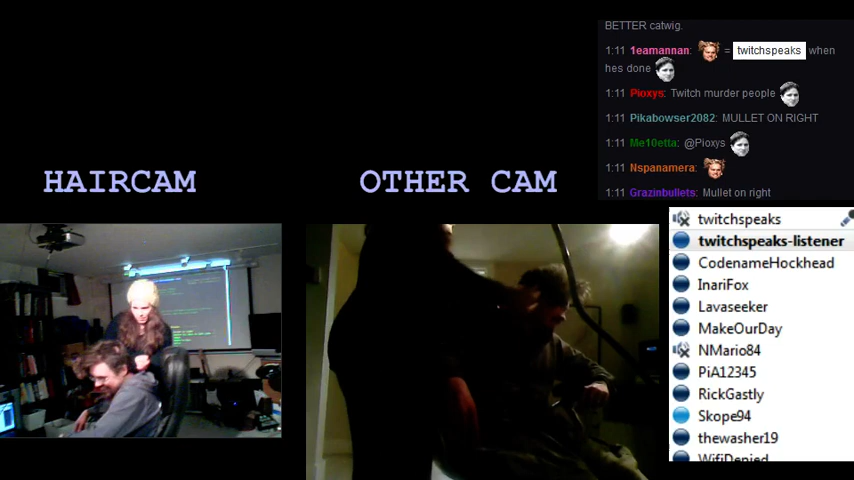 HAIRCAM
OTHER CAM
BETTER catwig.
1:11 1eamannan: = twitchspeaks when
hes done
1:11 Pioxys: Twitch murder people
1:11 Pikabowser2082: MULLET ON RIGHT
1:11 Me10etta: @Pioxys
1:11 Nspanamera:
1:11 Grazinbullets: Mullet on right
twitchspeaks
twitchspeaks-listener
CodenameHockhead
InariFox
Lavaseeker
MakeOurDay
NMario84
PiA12345
RickGastly
Skope94
thewasher19
WifiDenied